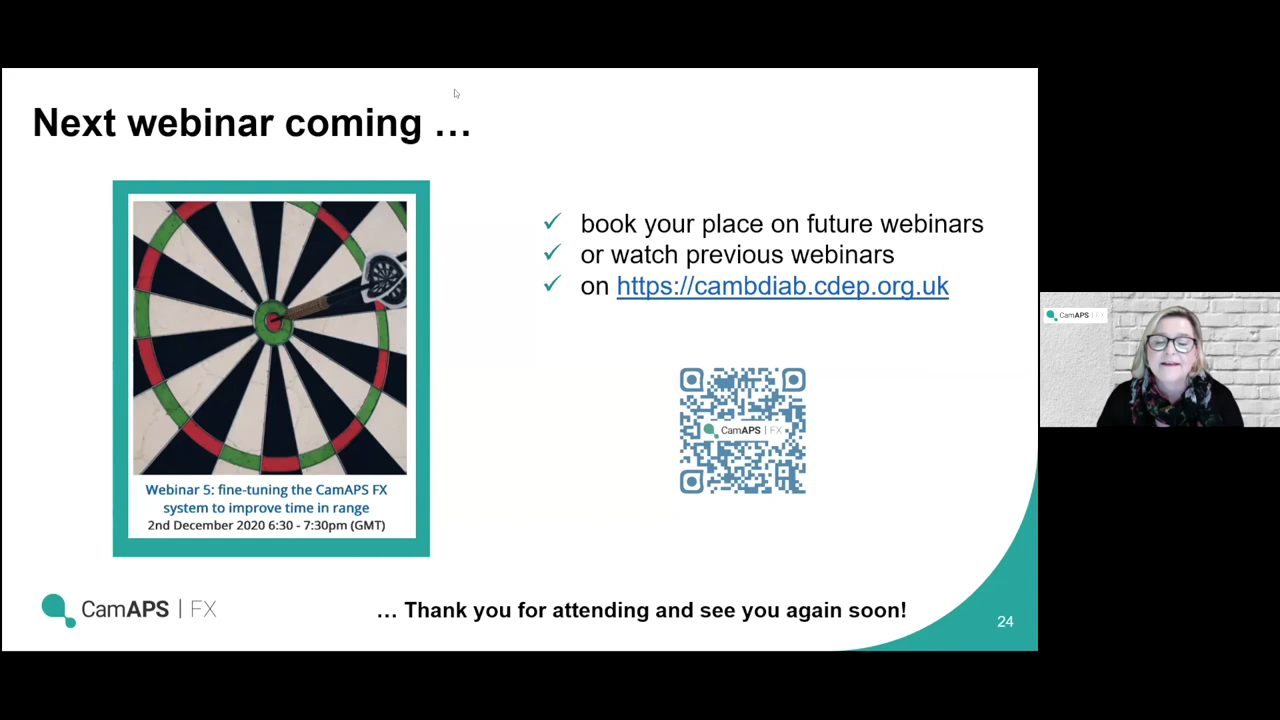 Next webinar coming …
book your place on future webinars
or watch previous webinars
on https://cambdiab.cdep.org.uk
CamAPS | FX
Webinar 5: fine-tuning the CamAPS FX
system to improve time in range
2nd December 2020 6:30 - 7:30pm (GMT)
CamAPS | FX
… Thank you for attending and see you again soon!
24
CamAPS | FX